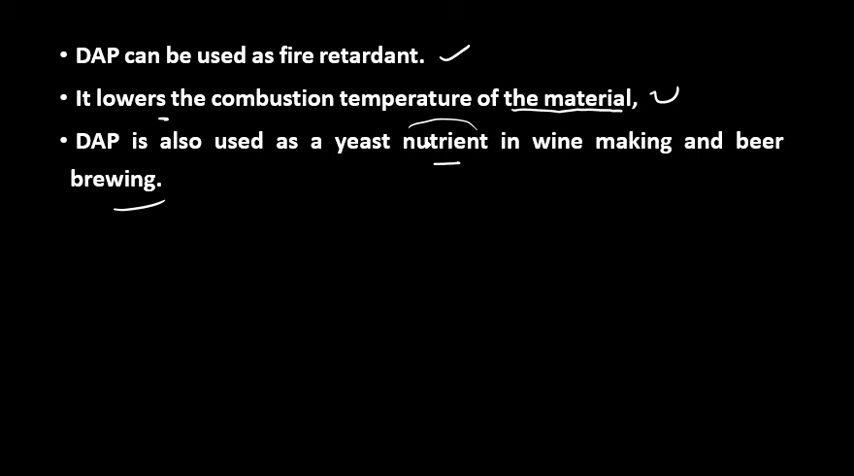 • DAP can be used as fire retardant.
• It lowers the combustion temperature of the material,
• DAP is also used as a yeast nutrient in wine making and beer
brewing.